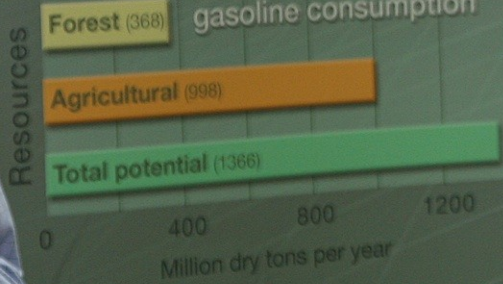 gasoline consumption
Forest (368)
Agricultural (998)
Total potential (1366)
Resources
0 400 800 1200
Million dry tons per year